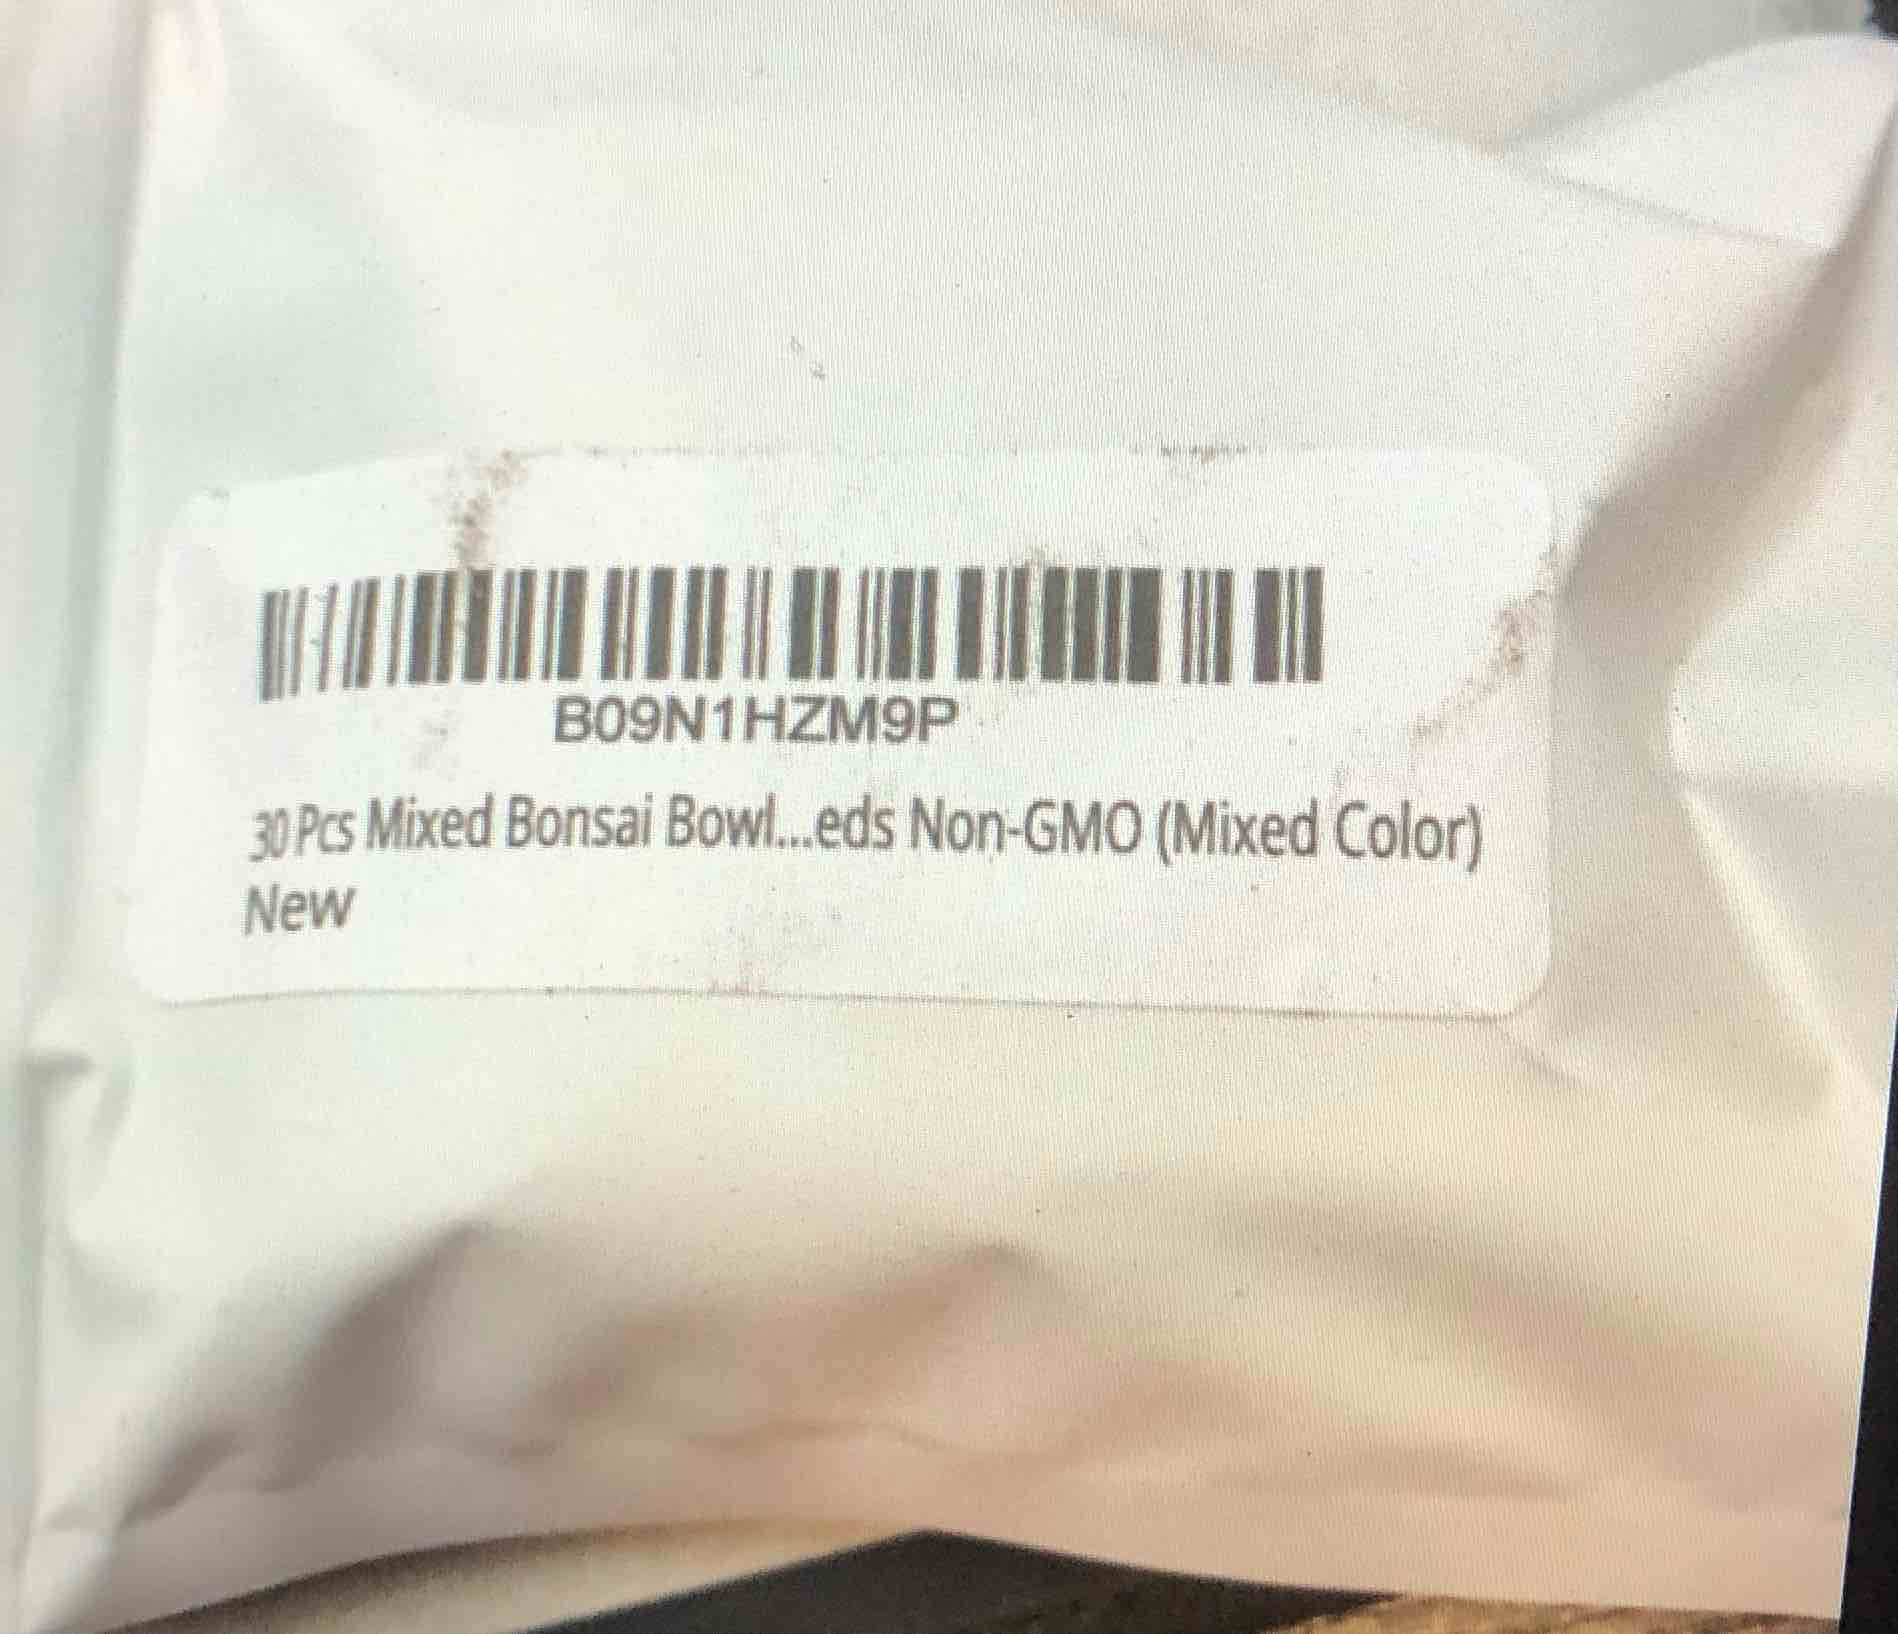 B09N1HZM9P
30 Pcs Mixed Bonsai Bowl...eds Non-GMO (Mixed Color)
New